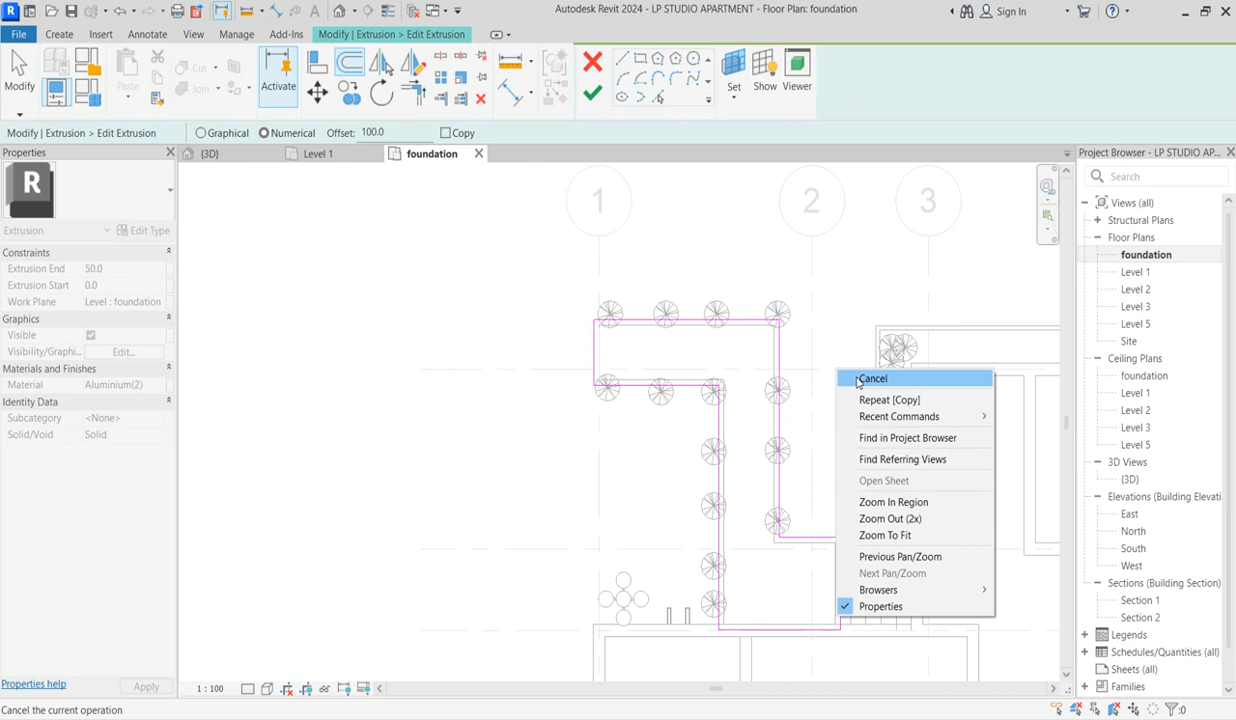 Autodesk Revit 2024 - LP STUDIO APARTMENT - Floor Plan: foundation
Sign In
File Create Insert Annotate View Manage Add-Ins Modify | Extrusion > Edit Extrusion
Modify
Paste
Cut
Join
Activate
Set Show Viewer
Modify | Extrusion > Edit Extrusion
Graphical Numerical Offset: 100.0 Copy
Properties
(3D) Level 1 foundation
Project Browser - LP STUDIO AP...
R
Search
Extrusion
Edit Type
Constraints
Extrusion End 50.0
Extrusion Start 0.0
Work Plane Level : foundation
Graphics
Visible
Visibility/Graphi... Edit...
Materials and Finishes
Material Aluminium(2)
Identity Data
Subcategory <None>
Solid/Void Solid
Properties help
Apply
1 2 3
Cancel
Repeat [Copy]
Recent Commands
Find in Project Browser
Find Referring Views
Open Sheet
Zoom In Region
Zoom Out (2x)
Zoom To Fit
Previous Pan/Zoom
Next Pan/Zoom
Browsers
Properties
Views (all)
Structural Plans
Floor Plans
foundation
Level 1
Level 2
Level 3
Level 5
Site
Ceiling Plans
foundation
Level 1
Level 2
Level 3
Level 5
3D Views
(3D)
Elevations (Building Elevati
East
North
South
West
Sections (Building Section)
Section 1
Section 2
Legends
Schedules/Quantities (all)
Sheets (all)
Families
1 : 100
Cancel the current operation
:0